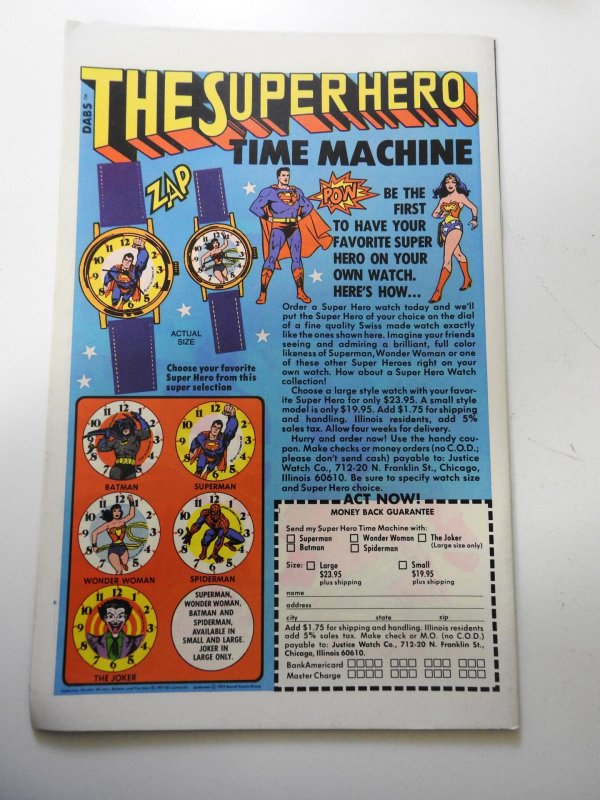 DABS™
THE SUPER HERO
TIME MACHINE
ZAP
POW
BE THE
FIRST
TO HAVE YOUR
FAVORITE SUPER
HERO ON YOUR
OWN WATCH.
HERE'S HOW...
ACTUAL
SIZE
Choose your favorite
Super Hero from this
super selection
BATMAN
SUPERMAN
WONDER WOMAN
SPIDERMAN
THE JOKER
SUPERMAN,
WONDER WOMAN,
BATMAN AND
SPIDERMAN,
AVAILABLE IN
SMALL AND LARGE.
JOKER IN
LARGE ONLY.
Order a Super Hero watch today and we'll
put the Super Hero of your choice on the dial
of a fine quality Swiss made watch exactly
like the ones shown here. Imagine your friends
seeing and admiring a brilliant, full color
likeness of Superman, Wonder Woman or one
of these other Super Heroes right on your
own watch. How about a Super Hero Watch
collection!
Choose a large style watch with your favor-
ite Super Hero for only $23.95. A small style
model is only $19.95. Add $1.75 for shipping
and handling. Illinois residents, add 5%
sales tax. Allow four weeks for delivery.
Hurry and order now! Use the handy cou-
pon. Make checks or money orders (no C.O.D.,
please don't send cash) payable to: Justice
Watch Co., 712-20 N. Franklin St., Chicago,
Illinois 60610. Be sure to specify watch size
and Super Hero choice.
ACT NOW!
MONEY BACK GUARANTEE
Send my Super Hero Time Machine with:
Superman Wonder Woman The Joker
Batman Spiderman (Large size only)
Size: Large Small
$23.95 $19.95
plus shipping plus shipping
name
address
city state zip
Add $1.75 for shipping and handling. Illinois residents
add 5% sales tax. Make check or M.O. (no C.O.D.)
payable to: Justice Watch Co., 712-20 N. Franklin St.,
Chicago, Illinois 60610.
BankAmericard
Master Charge